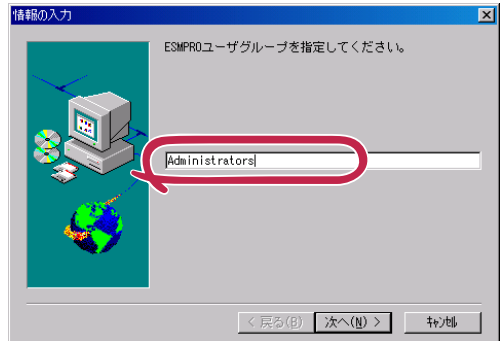 情報の入力
ESMPROユーザグループを指定してください。
Administrators
< 戻る(B)
次へ(N) >
キャンセル